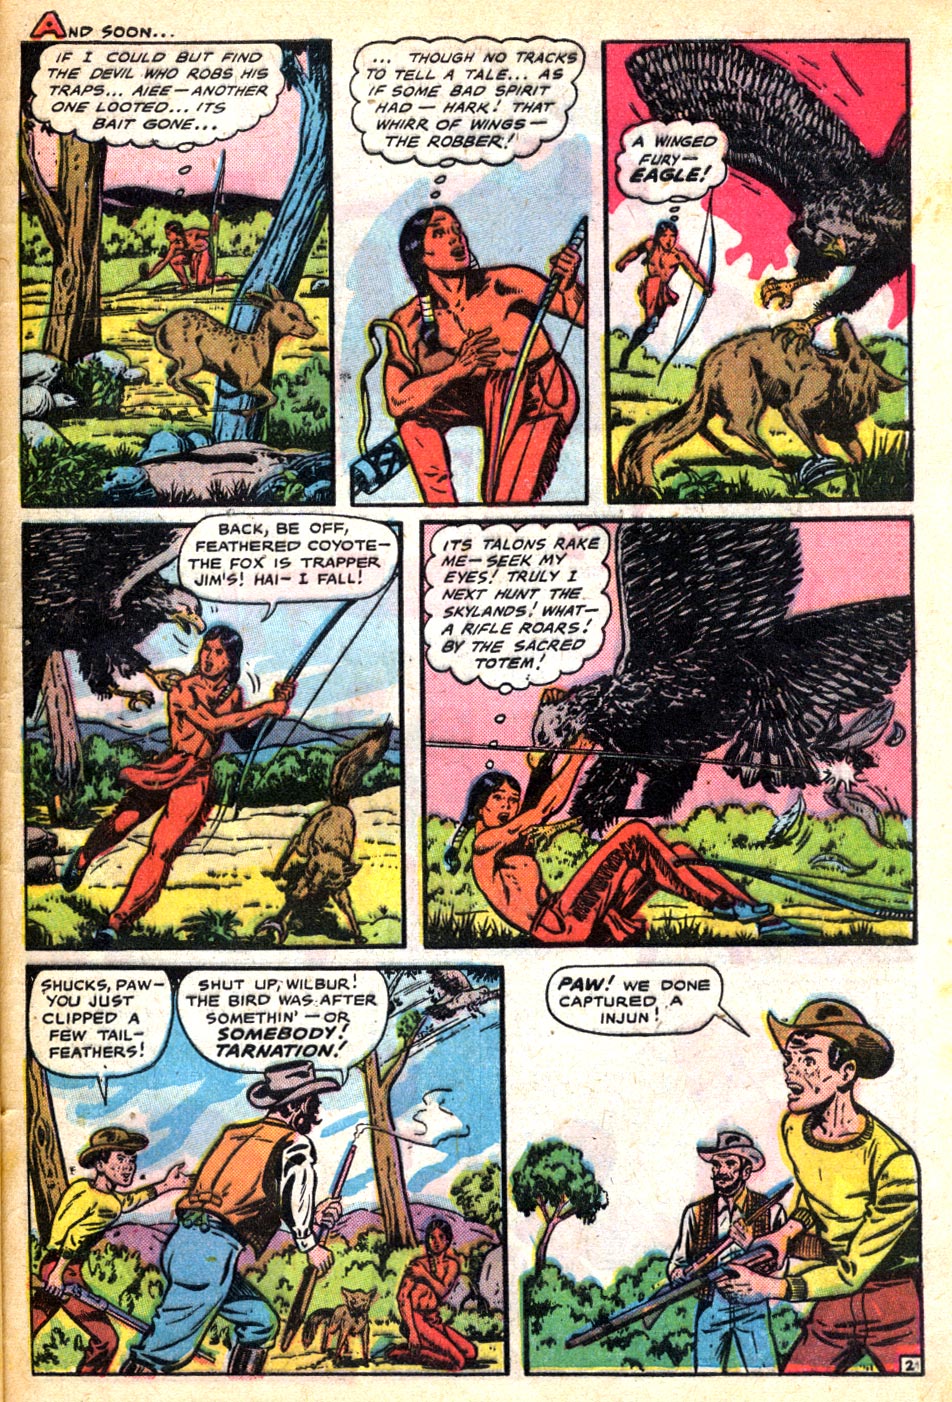 AND SOON...
IF I COULD BUT FIND
THE DEVIL WHO ROBS HIS
TRAPS... AIEE—ANOTHER
ONE LOOTED... ITS
BAIT GONE...
... THOUGH NO TRACKS
TO TELL A TALE... AS
IF SOME BAD SPIRIT
HAD — HARK! THAT
WHIRR OF WINGS—
THE ROBBER!
A WINGED
FURY—
EAGLE!
BACK, BE OFF,
FEATHERED COYOTE—
THE FOX IS TRAPPER
JIM'S! HAI—I FALL!
ITS TALONS RAKE
ME—SEEK MY
EYES! TRULY I
NEXT HUNT THE
SKYLANDS! WHAT—
A RIFLE ROARS!
BY THE SACRED
TOTEM!
SHUCKS, PAW—
YOU JUST
CLIPPED A
FEW TAIL-
FEATHERS!
SHUT UP, WILBUR!
THE BIRD WAS AFTER
SOMETHIN'—OR
SOMEBODY!
TARNATION!
PAW! WE DONE
CAPTURED A
INJUN!
2